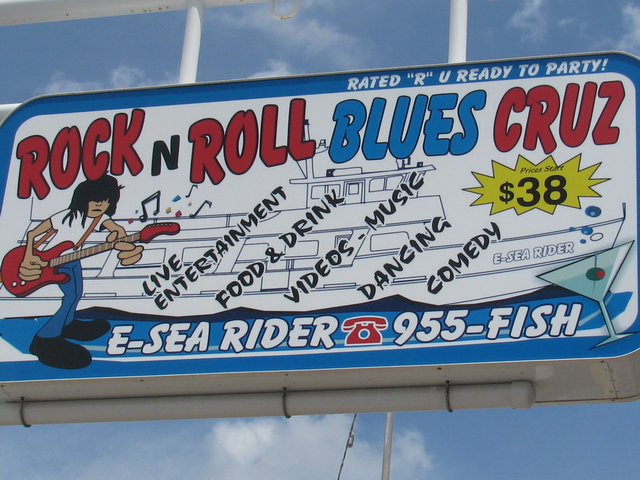 RATED "R" U READY TO PARTY!
ROCK N ROLL BLUES CRUZ
Prices Start
$38
LIVE ENTERTAINMENT
FOOD & DRINK
VIDEOS - MUSIC
DANCING
COMEDY
E-SEA RIDER
E-SEA RIDER 955-FISH